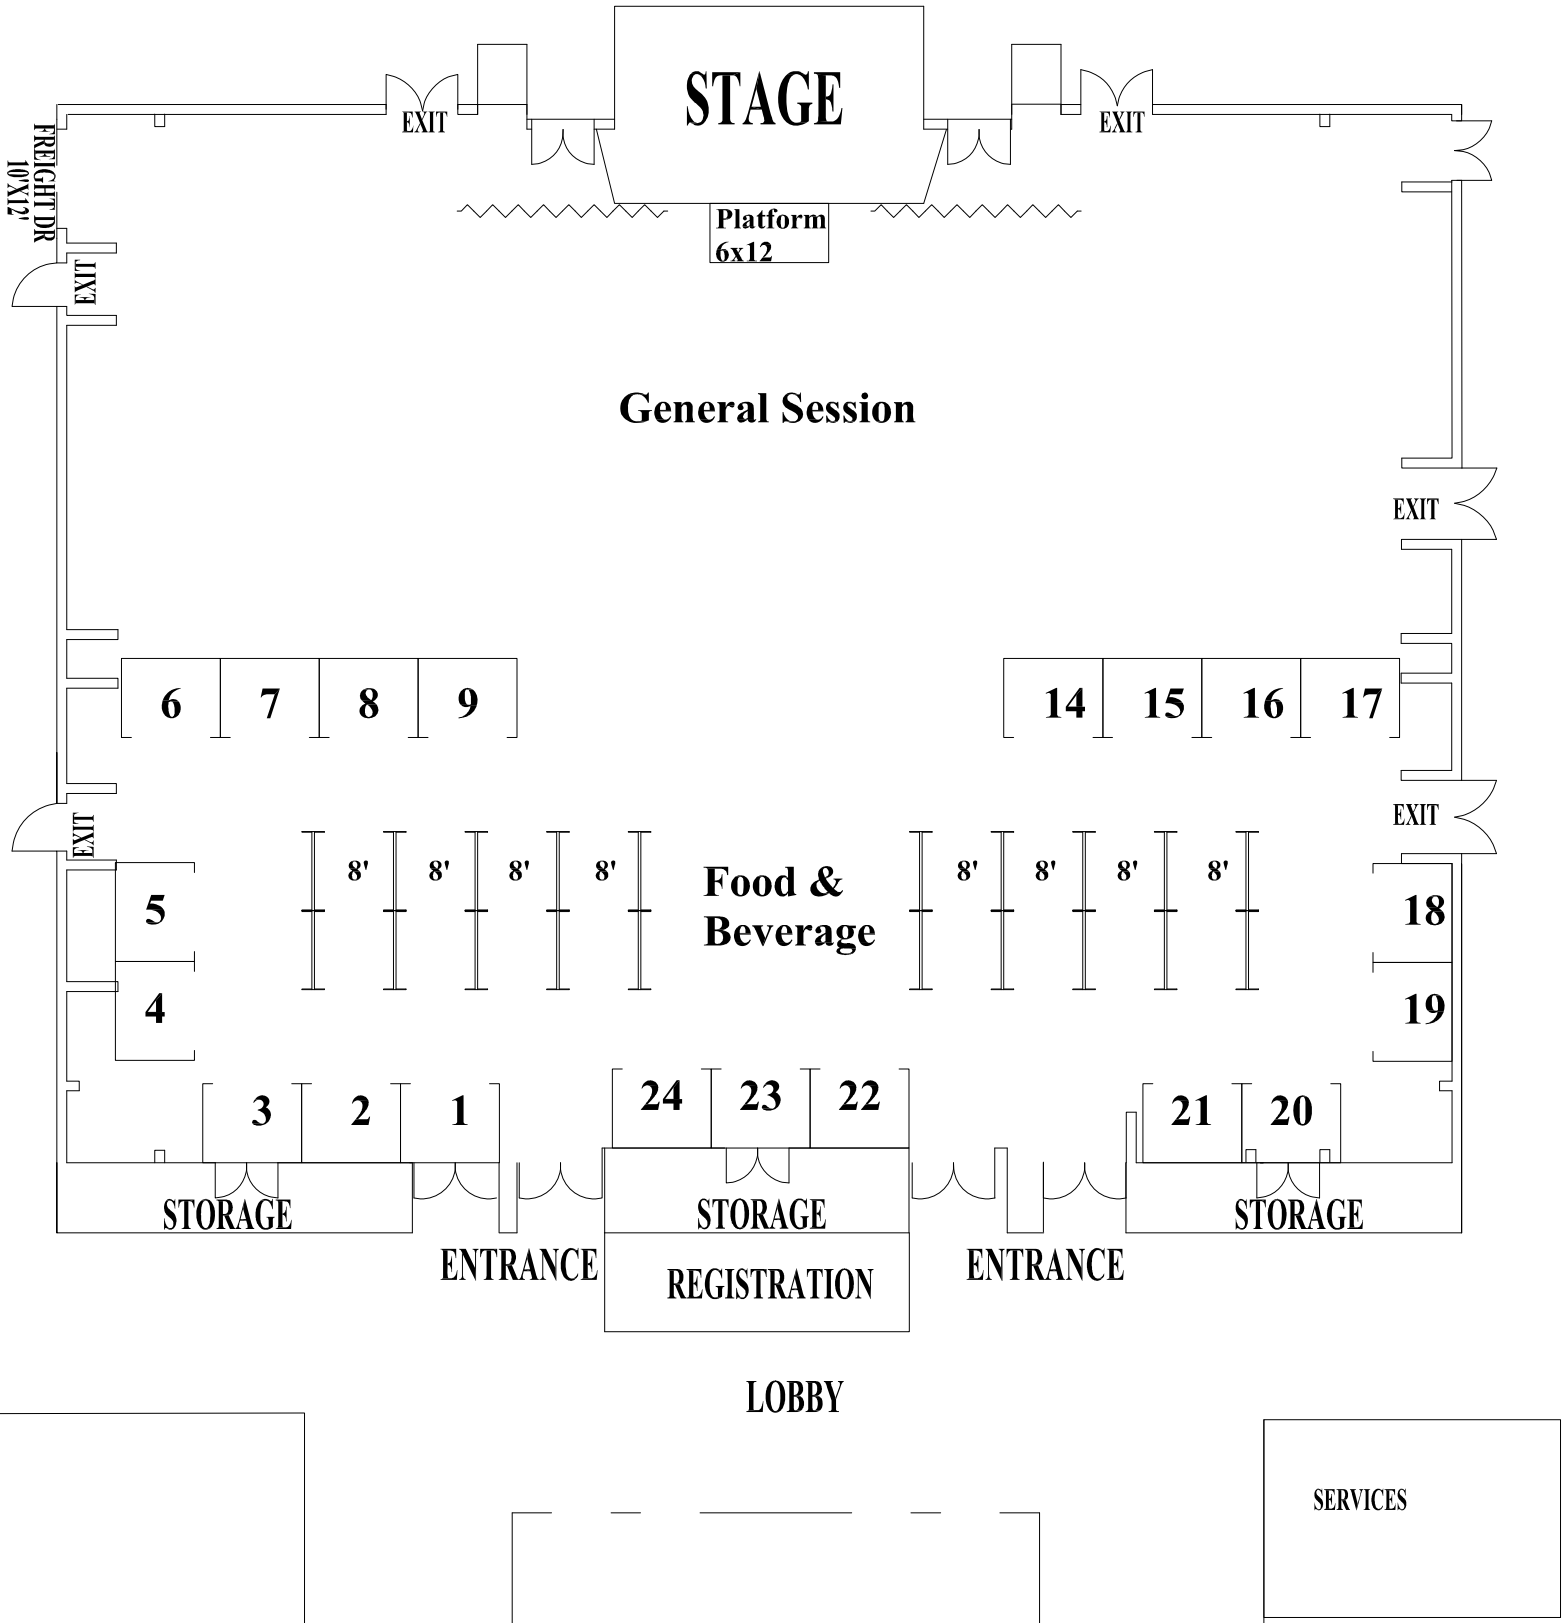 STAGE
EXIT
EXIT
FREIGHT DR
10'X12'
Platform
6x12
EXIT
General Session
EXIT
6
7
8
9
14
15
16
17
EXIT
EXIT
8'
8'
8'
8'
Food &
Beverage
8'
8'
8'
8'
5
18
4
19
3
2
1
24
23
22
21
20
STORAGE
STORAGE
STORAGE
ENTRANCE
REGISTRATION
ENTRANCE
LOBBY
SERVICES